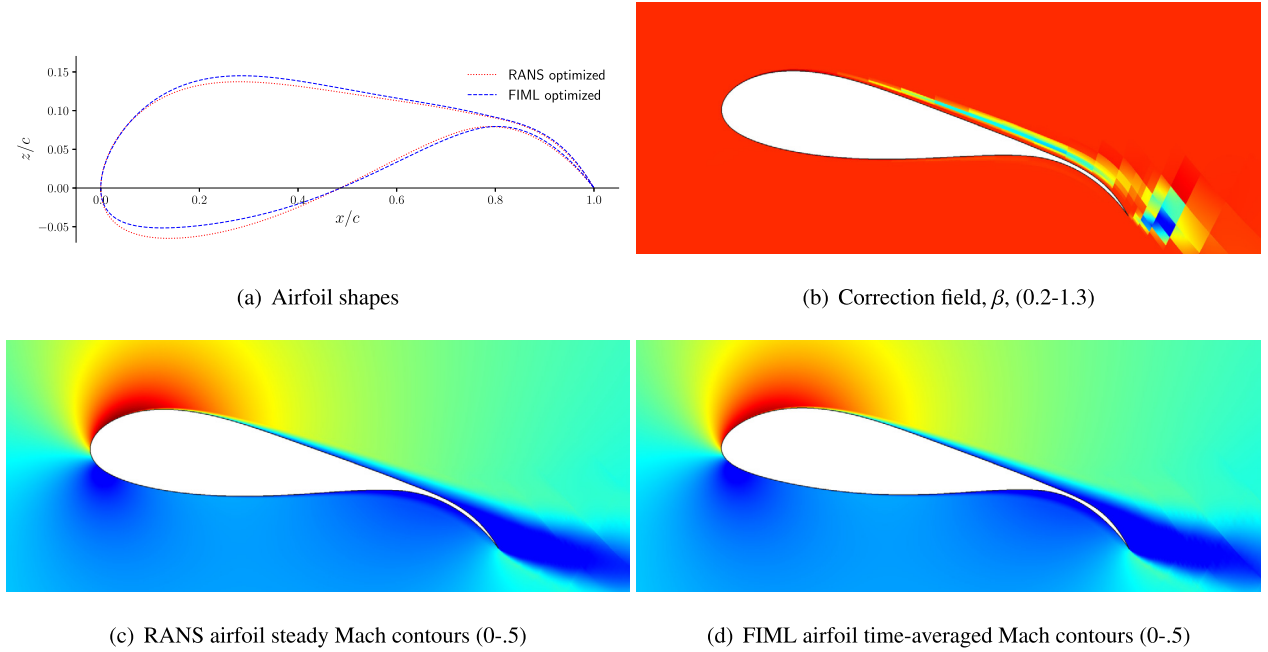 0.15
RANS optimized
FIML optimized
0.10
z/c
0.05
0.00
0.0 0.2 0.4 0.6 0.8 1.0
x/c
−0.05
(a) Airfoil shapes
(b) Correction field, β, (0.2-1.3)
(c) RANS airfoil steady Mach contours (0-.5)
(d) FIML airfoil time-averaged Mach contours (0-.5)